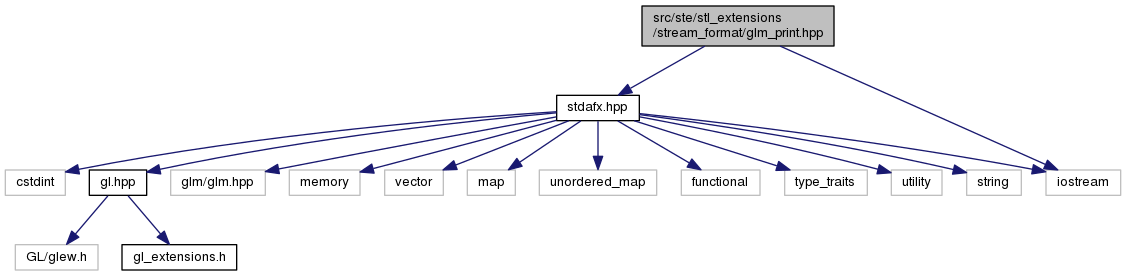 src/ste/stl_extensions
/stream_format/glm_print.hpp
stdafx.hpp
cstdint
gl.hpp
glm/glm.hpp
memory
vector
map
unordered_map
functional
type_traits
utility
string
iostream
GL/glew.h
gl_extensions.h